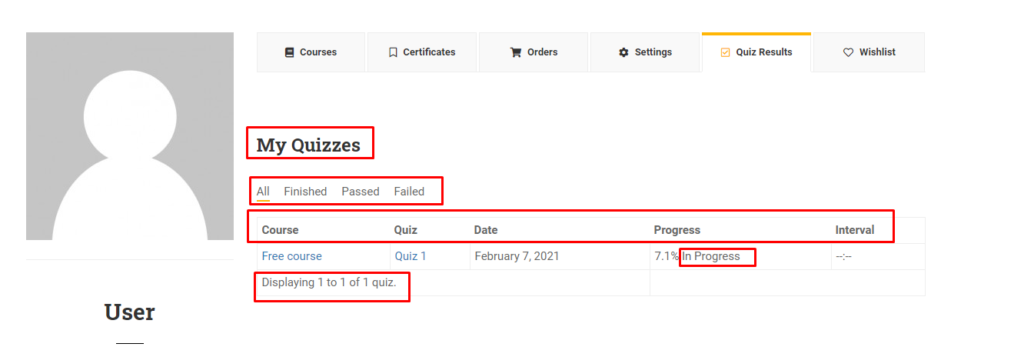 Courses Certificates Orders Settings Quiz Results Wishlist
My Quizzes
All Finished Passed Failed
Course Quiz Date Progress Interval
Free course Quiz 1 February 7, 2021 7.1% In Progress --:--
Displaying 1 to 1 of 1 quiz.
User